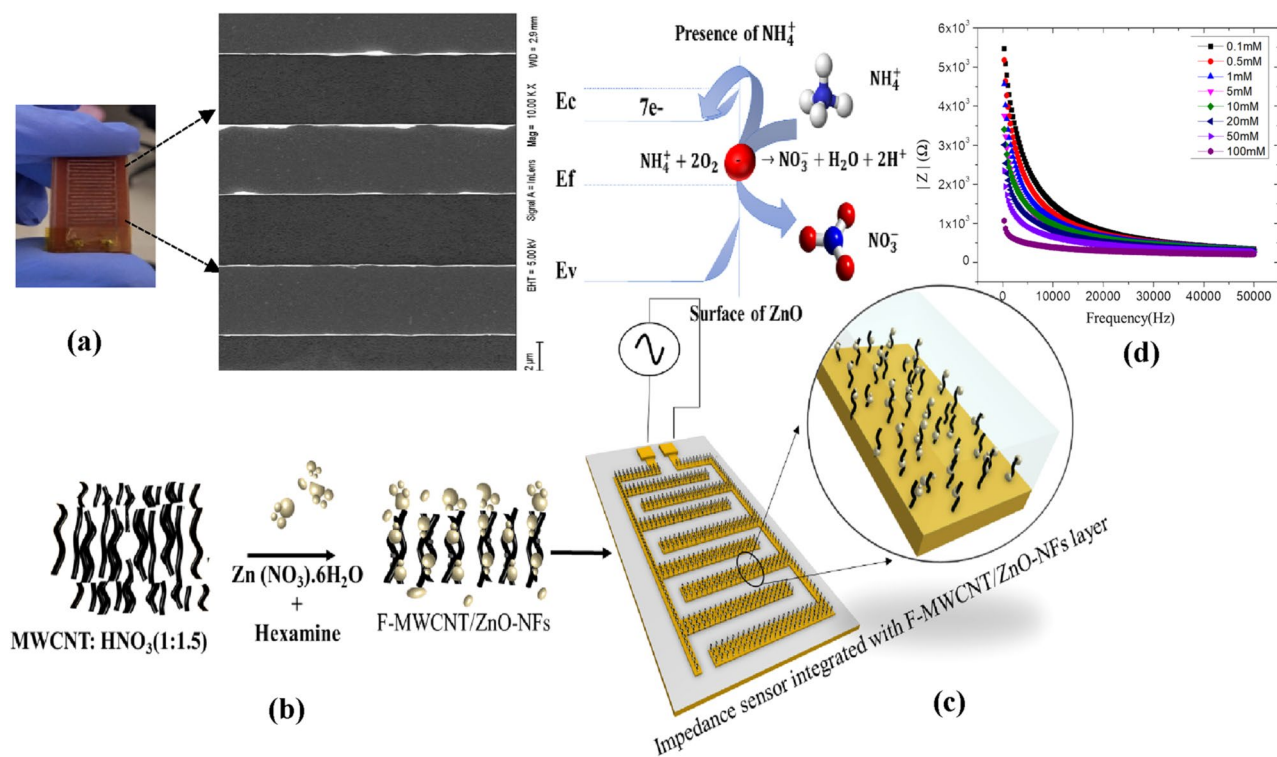 EHT = 5.00 kV Signal A = InLens Mag = 10.00 KX WD = 2.9 mm
2 μm
(a)
Presence of NH₄⁺
NH₄⁺
Ec
7e-
NH₄⁺ + 2O₂ → NO₃⁻ + H₂O + 2H⁺
Ef
NO₃⁻
Ev
Surface of ZnO
6x10³
5x10³
4x10³
3x10³
2x10³
1x10³
0
| Z | (Ω)
0.1mM
0.5mM
1mM
5mM
10mM
20mM
50mM
100mM
0 10000 20000 30000 40000 50000
Frequency(Hz)
(d)
MWCNT: HNO₃(1:1.5)
Zn (NO₃).6H₂O
+
Hexamine
F-MWCNT/ZnO-NFs
(b)
Impedance sensor integrated with F-MWCNT/ZnO-NFs layer
(c)